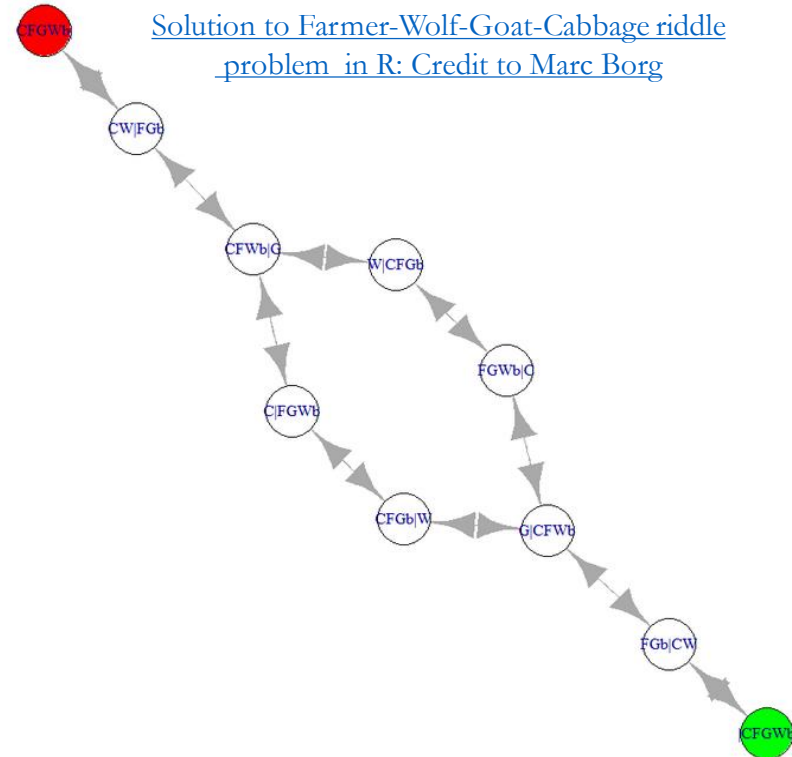 Solution to Farmer-Wolf-Goat-Cabbage riddle
problem in R: Credit to Marc Borg
CFGWb
CW|FGb
CFWb|G
W|CFGb
FGWb|C
C|FGWb
CFGb|W
G|CFWb
FGb|CW
|CFGWb